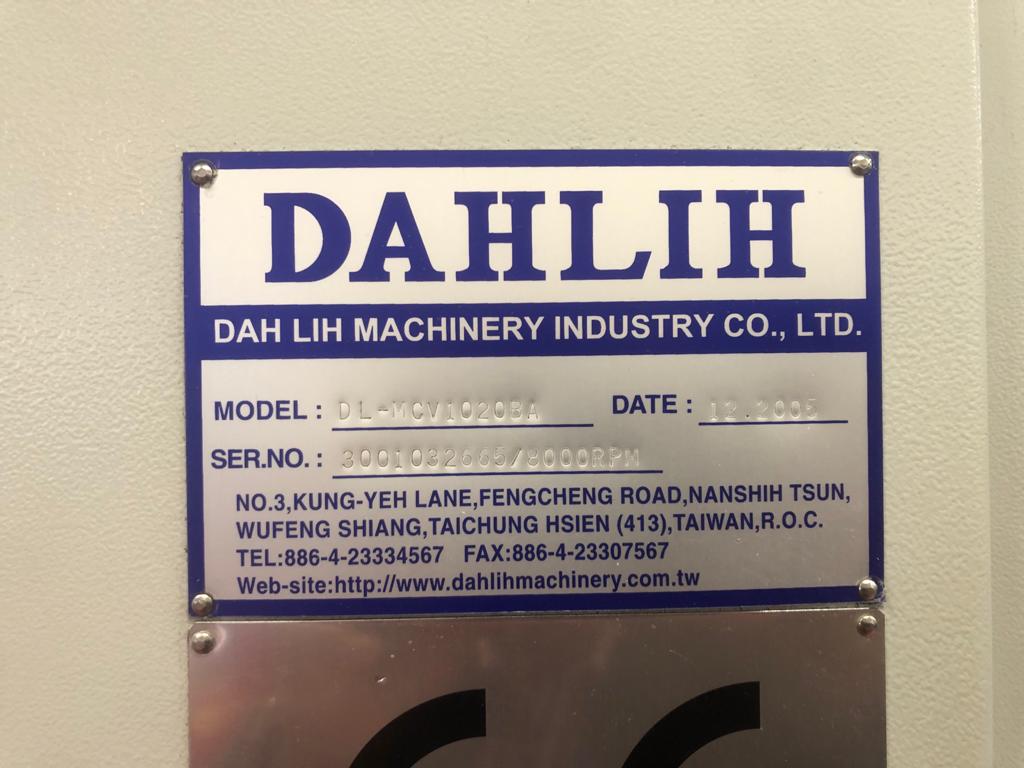 DAHLIH
DAH LIH MACHINERY INDUSTRY CO., LTD.
MODEL : DL-MCV1020BA DATE : 12.2005
SER.NO. : 3001032665/8000RPM
NO.3,KUNG-YEH LANE,FENGCHENG ROAD,NANSHIH TSUN,
WUFENG SHIANG,TAICHUNG HSIEN (413),TAIWAN,R.O.C.
TEL:886-4-23334567 FAX:886-4-23307567
Web-site:http://www.dahlihmachinery.com.tw